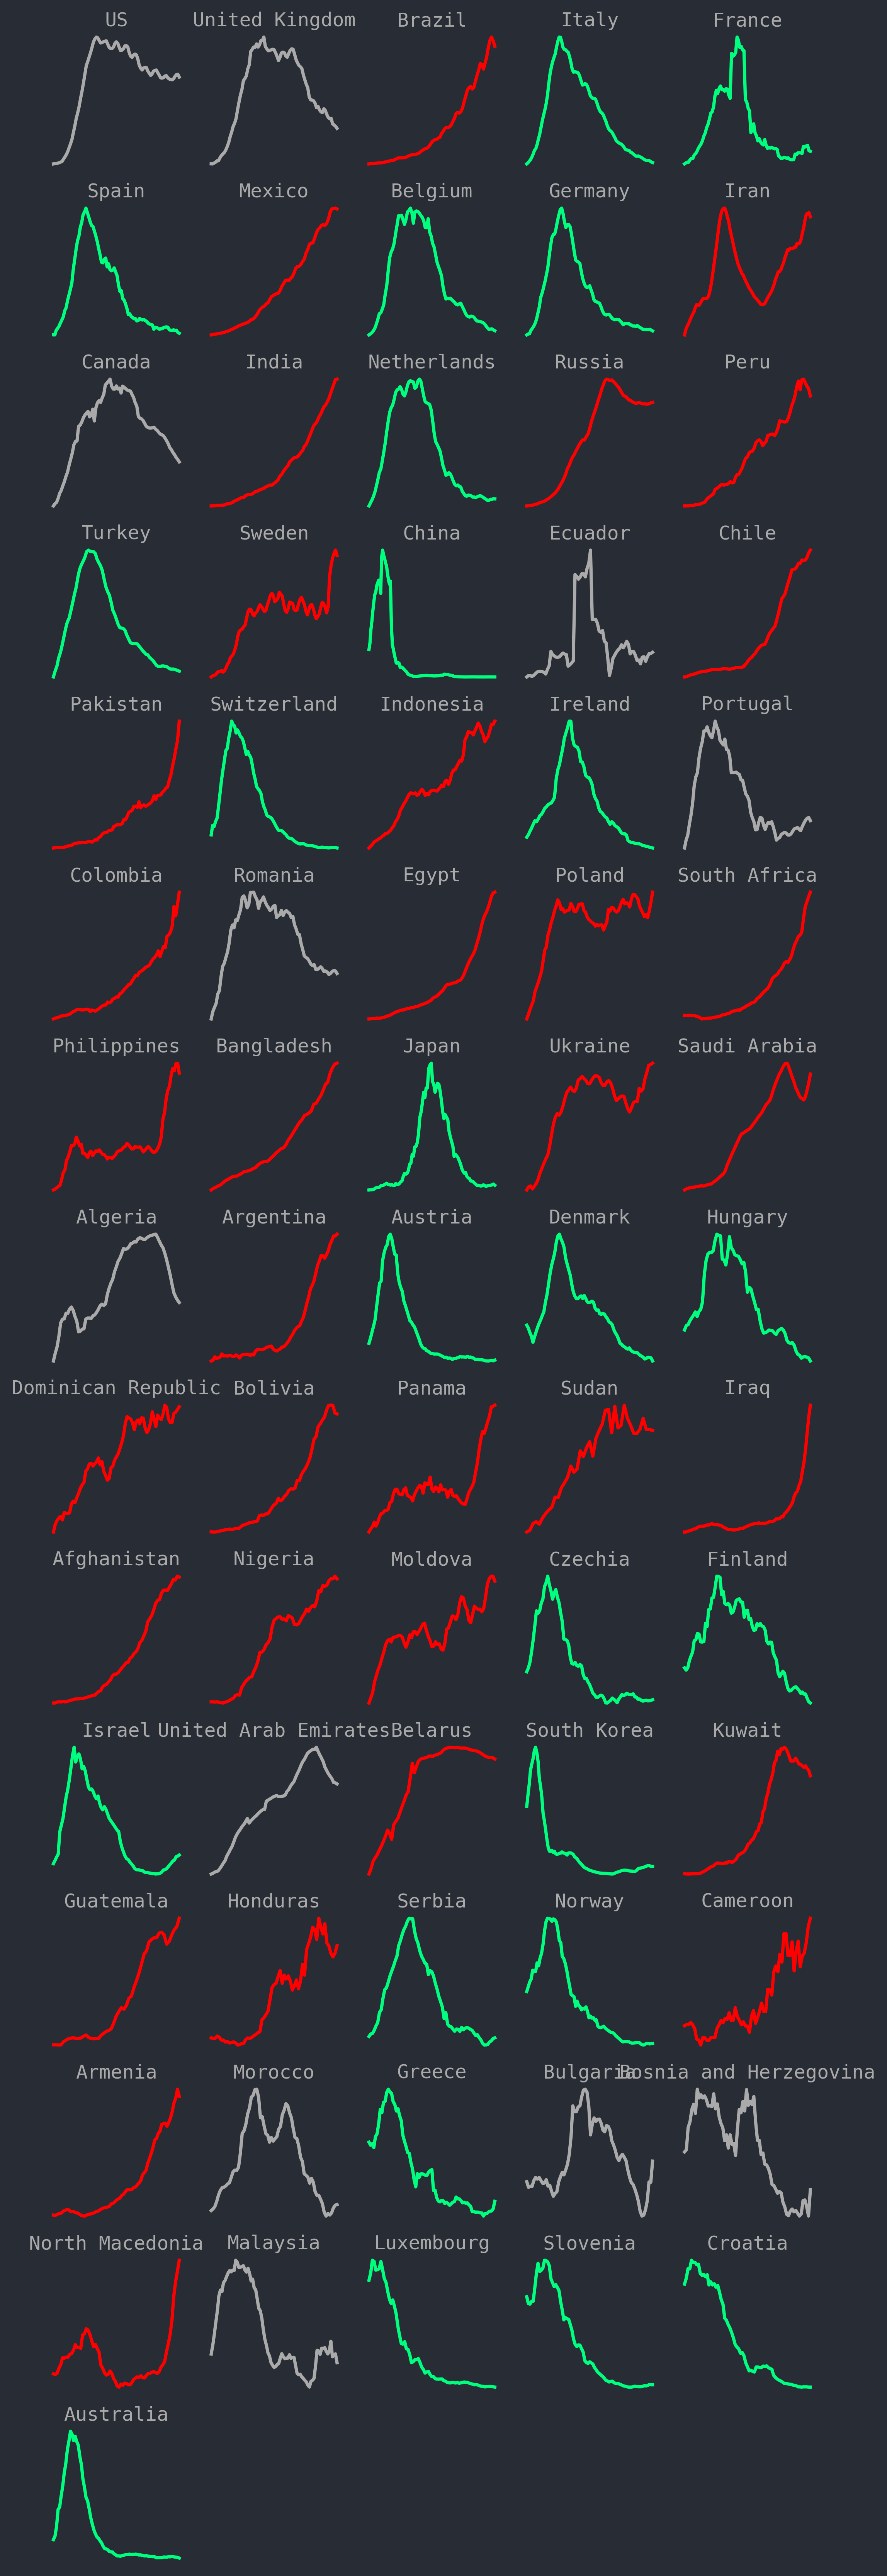 US United Kingdom Brazil Italy France
Spain Mexico Belgium Germany Iran
Canada India Netherlands Russia Peru
Turkey Sweden China Ecuador Chile
Pakistan Switzerland Indonesia Ireland Portugal
Colombia Romania Egypt Poland South Africa
Philippines Bangladesh Japan Ukraine Saudi Arabia
Algeria Argentina Austria Denmark Hungary
Dominican Republic Bolivia Panama Sudan Iraq
Afghanistan Nigeria Moldova Czechia Finland
Israel United Arab Emirates Belarus South Korea Kuwait
Guatemala Honduras Serbia Norway Cameroon
Armenia Morocco Greece Bulgaria Bosnia and Herzegovina
North Macedonia Malaysia Luxembourg Slovenia Croatia
Australia